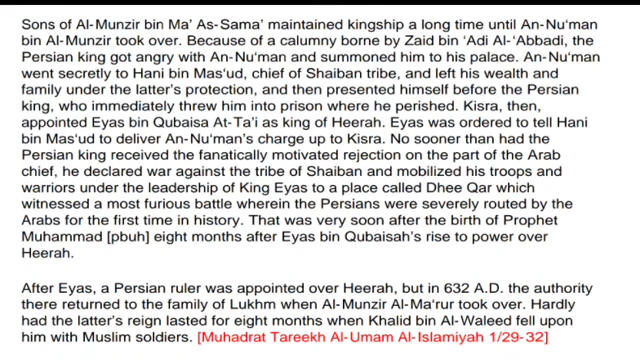 Sons of Al-Munzir bin Ma’ As-Sama’ maintained kingship a long time until An-Nu‘man
bin Al-Munzir took over. Because of a calumny borne by Zaid bin ‘Adi Al-‘Abbadi, the
Persian king got angry with An-Nu‘man and summoned him to his palace. An-Nu‘man
went secretly to Hani bin Mas‘ud, chief of Shaiban tribe, and left his wealth and
family under the latter’s protection, and then presented himself before the Persian
king, who immediately threw him into prison where he perished. Kisra, then,
appointed Eyas bin Qubaisa At-Ta’i as king of Heerah. Eyas was ordered to tell Hani
bin Mas‘ud to deliver An-Nu‘man’s charge up to Kisra. No sooner than had the
Persian king received the fanatically motivated rejection on the part of the Arab
chief, he declared war against the tribe of Shaiban and mobilized his troops and
warriors under the leadership of King Eyas to a place called Dhee Qar which
witnessed a most furious battle wherein the Persians were severely routed by the
Arabs for the first time in history. That was very soon after the birth of Prophet
Muhammad [pbuh] eight months after Eyas bin Qubaisah’s rise to power over
Heerah.
After Eyas, a Persian ruler was appointed over Heerah, but in 632 A.D. the authority
there returned to the family of Lukhm when Al-Munzir Al-Ma‘rur took over. Hardly
had the latter’s reign lasted for eight months when Khalid bin Al-Waleed fell upon
him with Muslim soldiers. [Muhadrat Tareekh Al-Umam Al-Islamiyah 1/29-32]